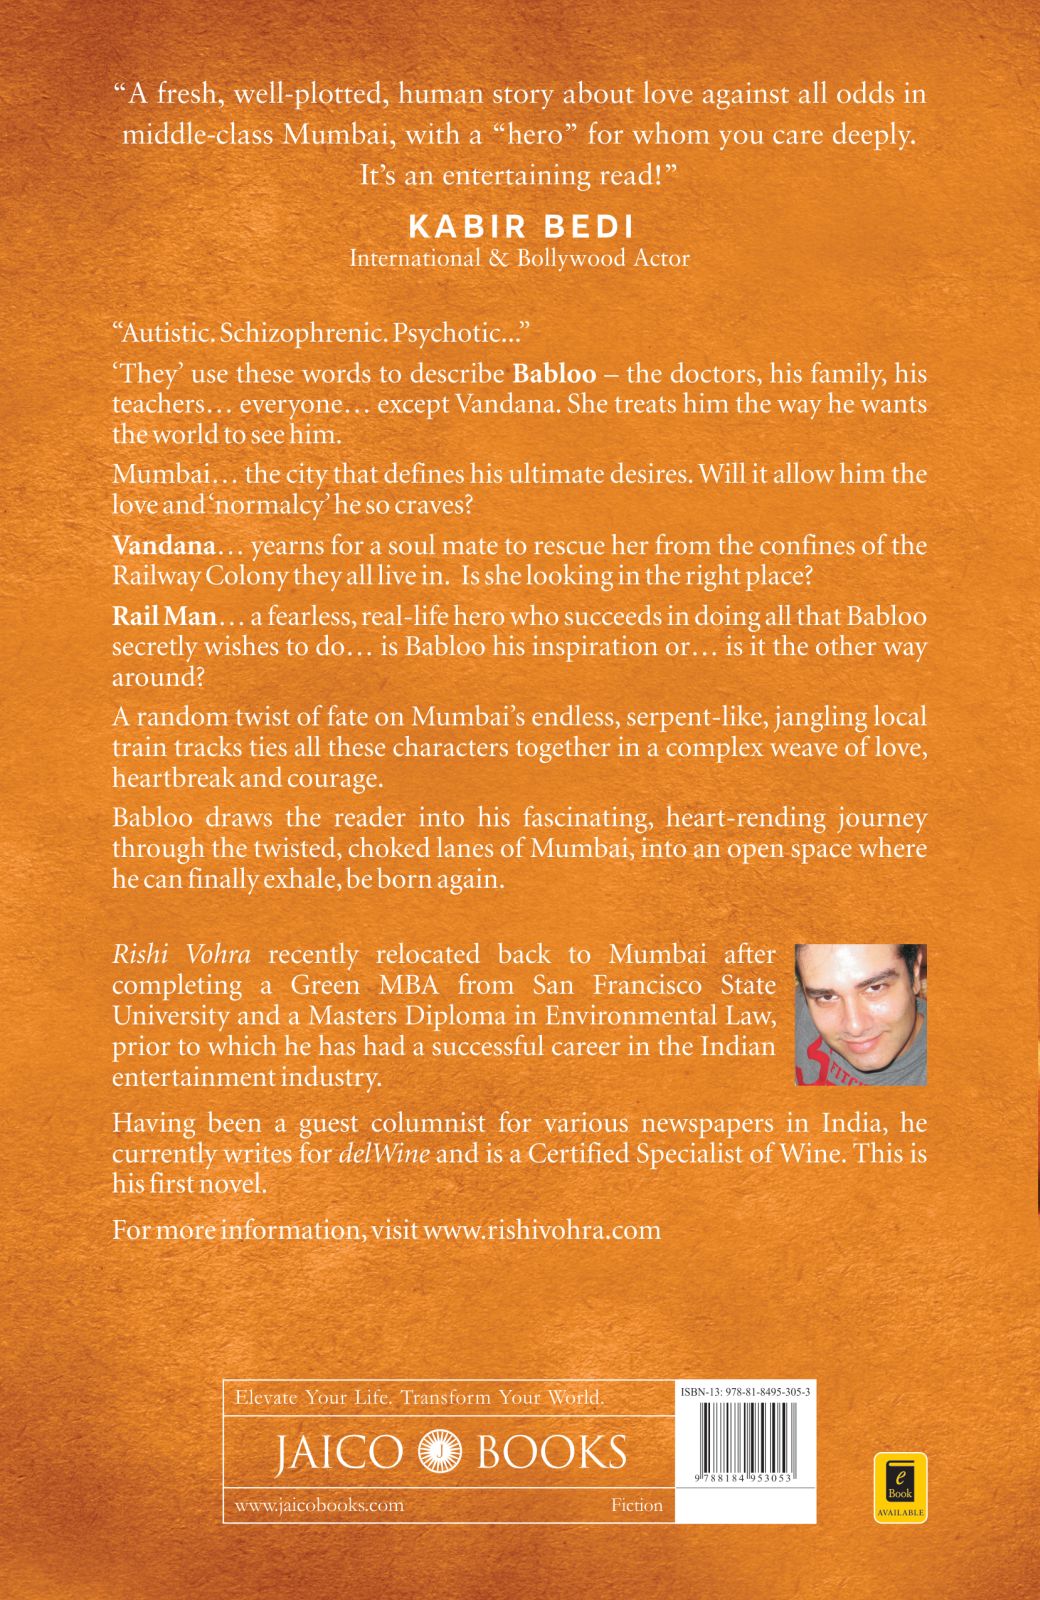 “A fresh, well-plotted, human story about love against all odds in
middle-class Mumbai, with a “hero” for whom you care deeply.
It’s an entertaining read!”
KABIR BEDI
International & Bollywood Actor
“Autistic. Schizophrenic. Psychotic...”
‘They’ use these words to describe Babloo – the doctors, his family, his
teachers… everyone… except Vandana. She treats him the way he wants
the world to see him.
Mumbai… the city that defines his ultimate desires. Will it allow him the
love and ‘normalcy’ he so craves?
Vandana… yearns for a soul mate to rescue her from the confines of the
Railway Colony they all live in. Is she looking in the right place?
Rail Man… a fearless, real-life hero who succeeds in doing all that Babloo
secretly wishes to do… is Babloo his inspiration or… is it the other way
around?
A random twist of fate on Mumbai’s endless, serpent-like, jangling local
train tracks ties all these characters together in a complex weave of love,
heartbreak and courage.
Babloo draws the reader into his fascinating, heart-rending journey
through the twisted, choked lanes of Mumbai, into an open space where
he can finally exhale, be born again.
Rishi Vohra recently relocated back to Mumbai after
completing a Green MBA from San Francisco State
University and a Masters Diploma in Environmental Law,
prior to which he has had a successful career in the Indian
entertainment industry.
FITCH
Having been a guest columnist for various newspapers in India, he
currently writes for delWine and is a Certified Specialist of Wine. This is
his first novel.
For more information, visit www.rishivohra.com
Elevate Your Life. Transform Your World.
JAICO J BOOKS
www.jaicobooks.com Fiction
ISBN-13: 978-81-8495-305-3
9 788184 953053
e
Book
AVAILABLE